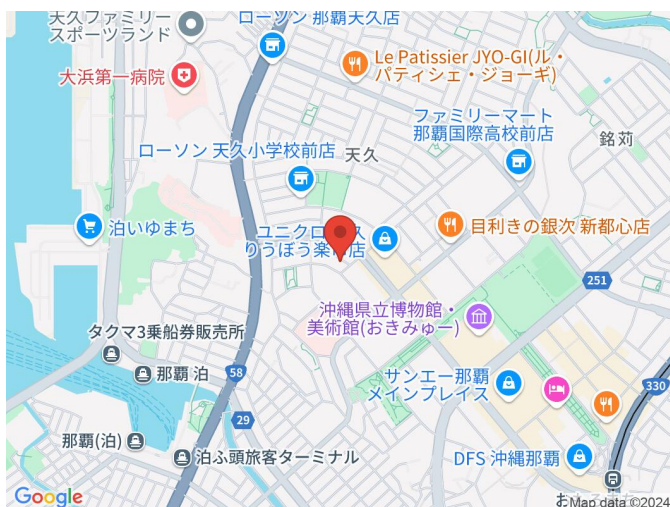 天久ファミリー
スポーツランド
ローソン 那覇天久店
大浜第一病院
Le Patissier JYO-GI(ル・
パティシェ・ジョーギ)
ファミリーマート
那覇国際高校前店
銘苅
ローソン 天久小学校前店
天久
泊いゆまち
ユニクロ
りうぼう楽
店
目利きの銀次 新都心店
251
沖縄県立博物館・
美術館(おきみゅー)
タクマ3乗船券販売所
那覇 泊
58
サンエー那覇
メインプレイス
330
29
那覇(泊)
泊ふ頭旅客ターミナル
DFS 沖縄那覇
Google
Map data ©2024